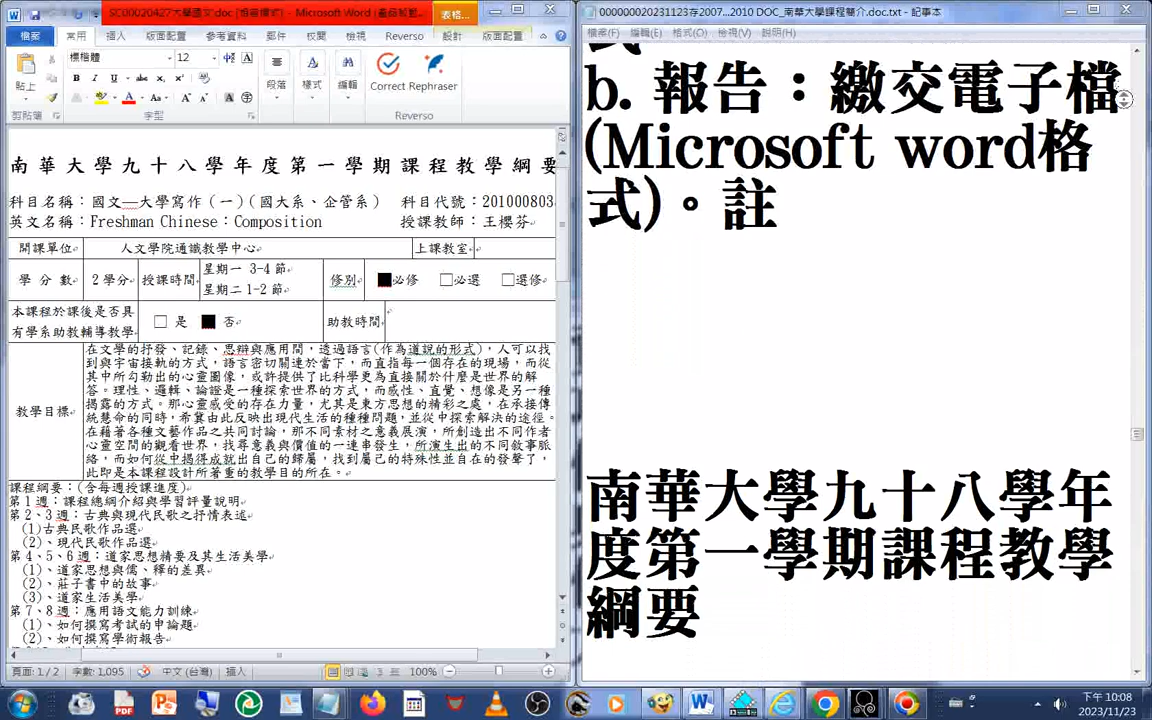 SC00020427大學國文.doc [相容模式] - Microsoft Word (產品啟動...
表格...
檔案 常用 插入 版面配置 參考資料 郵件 校閱 檢視 Reverso 設計 版面配置
標楷體 12
貼上 段落 樣式 編輯 Correct Rephraser
剪貼簿 字型 Reverso
南華大學九十八學年度第一學期課程教學綱要
科目名稱：國文—大學寫作（一）（國大系、企管系） 科目代號：201000803
英文名稱：Freshman Chinese：Composition 授課教師：王櫻芬
開課單位 人文學院通識教學中心 上課教室
學 分 數 2 學分 授課時間 星期一 3-4 節 修別 ■必修 □必選 □選修
星期二 1-2 節
本課程於課後是否具 □ 是 ■ 否 助教時間
有學系助教輔導教學
教學目標
在文學的抒發、記錄、思辯與應用間，透過語言(作為道說的形式)，人可以找
到與宇宙接軌的方式，語言密切關連於當下，而直指每一個存在的現場，而從
其中所勾勒出的心靈圖像，或許提供了比科學更為直接關於什麼是世界的解
答。理性、邏輯、論證是一種探索世界的方式，而感性、直覺、想像是另一種
揭露的方式。那心靈感受的存在力量，尤其是東方思想的精彩之處，在承接傳
統慧命的同時，希冀由此反映出現代生活的種種問題，並從中探索解決的途徑。
在藉著各種文藝作品之共同討論，那不同素材之意義展演，所創造出不同作者
心靈空間的觀看世界，找尋意義與價值的一連串發生，所演生出的不同敘事脈
絡，而如何從中揭得成就出自己的歸屬，找到屬己的特殊性並自在的發聲了，
此即是本課程設計所著重的教學目的所在。
課程綱要：(含每週授課進度)
第 1 週：課程總綱介紹與學習評量說明
第 2、3 週：古典與現代民歌之抒情表述
(1)古典民歌作品選
(2)、現代民歌作品選
第 4、5、6 週：道家思想精要及其生活美學
(1)、道家思想與儒、釋的差異
(2)、莊子書中的故事
(3)、道家生活美學
第 7、8 週：應用語文能力訓練
(1)、如何撰寫考試的申論題
(2)、如何撰寫學術報告
頁面: 1 / 2 字數: 1,095 中文 (台灣) 插入 100%
000000020231123存2007...2010 DOC_南華大學課程簡介.doc.txt - 記事本
檔案(F) 編輯(E) 格式(O) 檢視(V) 說明(H)
b. 報告：繳交電子檔
(Microsoft word格
式)。註
南華大學九十八學年
度第一學期課程教學
綱要
下午 10:08
2023/11/23